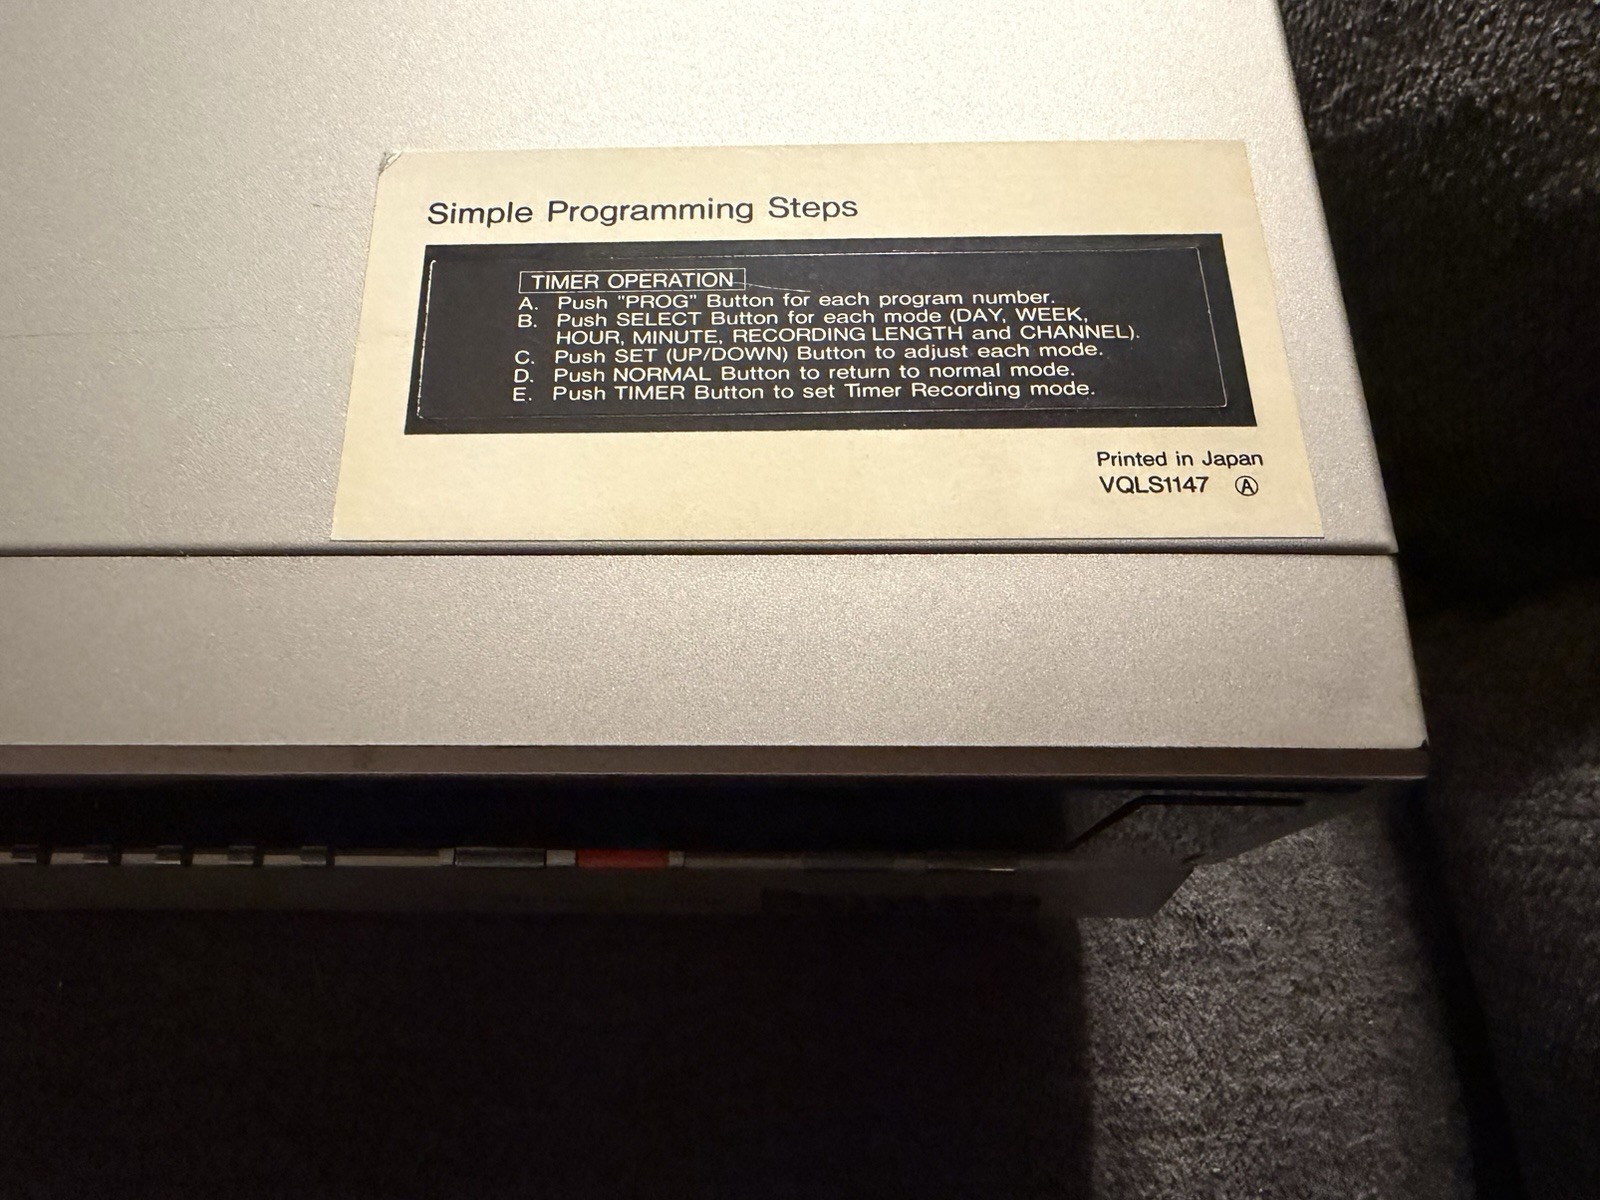 Simple Programming Steps
TIMER OPERATION
A. Push "PROG" Button for each program number.
B. Push SELECT Button for each mode (DAY, WEEK,
HOUR, MINUTE, RECORDING LENGTH and CHANNEL).
C. Push SET (UP/DOWN) Button to adjust each mode.
D. Push NORMAL Button to return to normal mode.
E. Push TIMER Button to set Timer Recording mode.
Printed in Japan
VQLS1147 Ⓐ